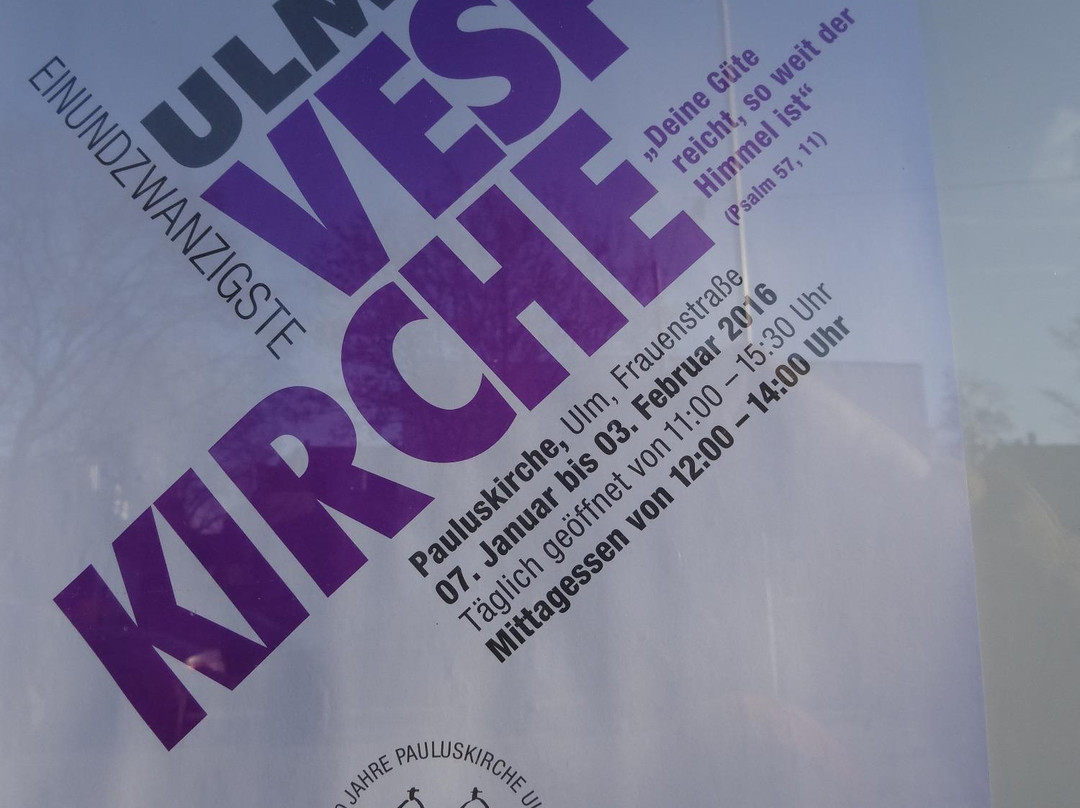 EINUNDZWANZIGSTE
ULM
VESP
KIRCHE
„Deine Güte
reicht, so weit der
Himmel ist“
(Psalm 57, 11)
Pauluskirche, Ulm, Frauenstraße
07. Januar bis 03. Februar 2016
Täglich geöffnet von 11:00 – 15:30 Uhr
Mittagessen von 12:00 – 14:00 Uhr
JAHRE PAULUSKIRCHE